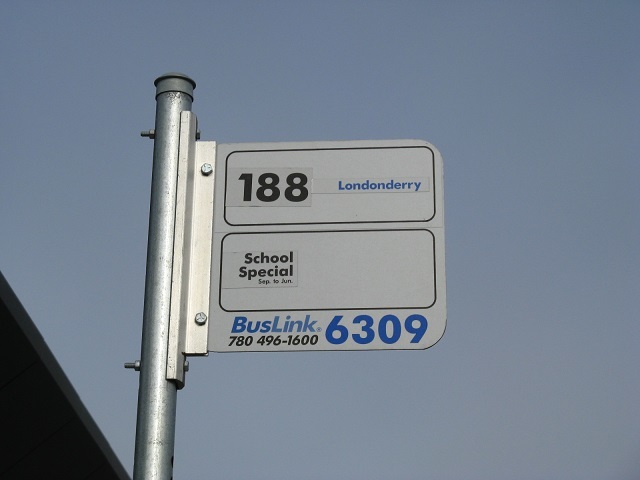 188 Londonderry
School
Special
Sep. to Jun.
BusLink® 6309
780 496-1600